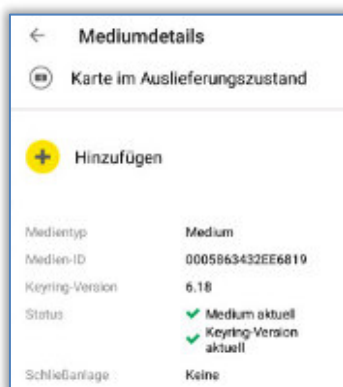 Mediumdetails
Karte im Auslieferungszustand
Hinzufügen
Medientyp Medium
Medien-ID 0005863432EE6819
Keyring-Version 6.18
Status Medium aktuell
Keyring-Version
aktuell
Schließanlage Keine